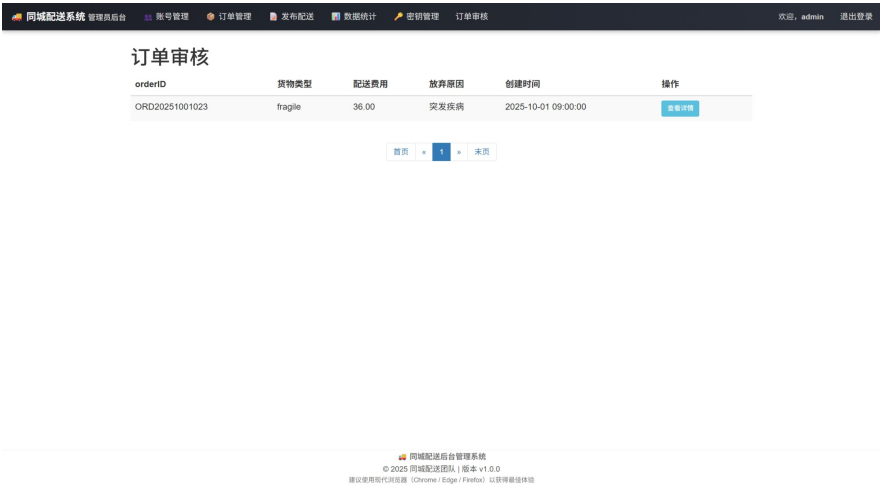 🚚 同城配送系统 管理员后台 👥 账号管理 📦 订单管理 📝 发布配送 📊 数据统计 🔑 密钥管理 订单审核 欢迎，admin 退出登录
订单审核
orderID 货物类型 配送费用 放弃原因 创建时间 操作
ORD20251001023 fragile 36.00 突发疾病 2025-10-01 09:00:00 查看详情
首页 « 1 » 末页
🚚 同城配送后台管理系统
© 2025 同城配送团队 | 版本 v1.0.0
建议使用现代浏览器（Chrome / Edge / Firefox）以获得最佳体验